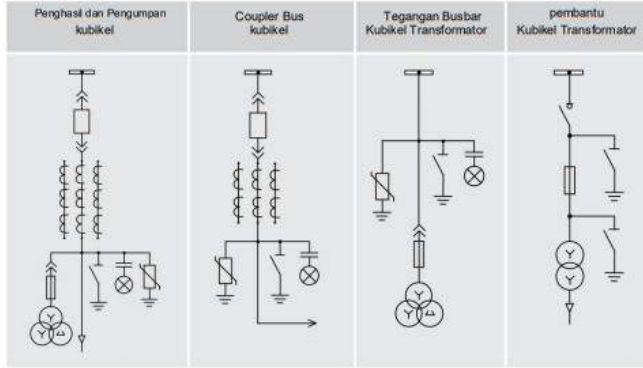 Penghasil dan Pengumpan
kubikel
Coupler Bus
kubikel
Tegangan Busbar
Kubikel Transformator
pembantu
Kubikel Transformator
Y
Y
Y
Y
Y
Y